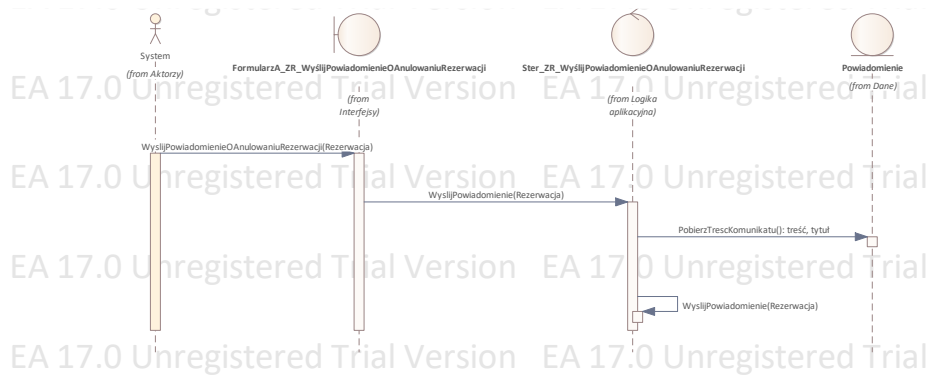 System
(from Aktorzy)
FormularzA_ZR_WyślijPowiadomienieOAnulowaniuRezerwacji
(from
Interfejsy)
Ster_ZR_WyślijPowiadomienieOAnulowaniuRezerwacji
(from Logika
aplikacyjna)
Powiadomienie
(from Dane)
EA 17.0 Unregistered Trial Version EA 17.0 Unregistered Trial
WyslijPowiadomienieOAnulowaniuRezerwacji(Rezerwacja)
EA 17.0 Unregistered Trial Version EA 17.0 Unregistered Trial
WyslijPowiadomienie(Rezerwacja)
PobierzTrescKomunikatu(): treść, tytuł
EA 17.0 Unregistered Trial Version EA 17.0 Unregistered Trial
WyslijPowiadomienie(Rezerwacja)
EA 17.0 Unregistered Trial Version EA 17.0 Unregistered Trial